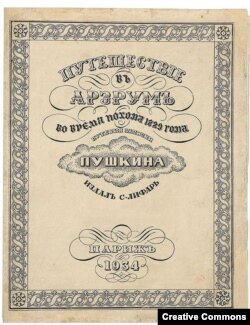 ПУТЕШЕСТВІЕ
ВЪ
АРЗРУМЪ
ВО ВРЕМЯ ПОХОДА 1829 ГОДА
ПУШКИНА
ИЗДАЛЪ С·ЛИФАРЬ
ПАРИЖЪ
1934
Creative Commons